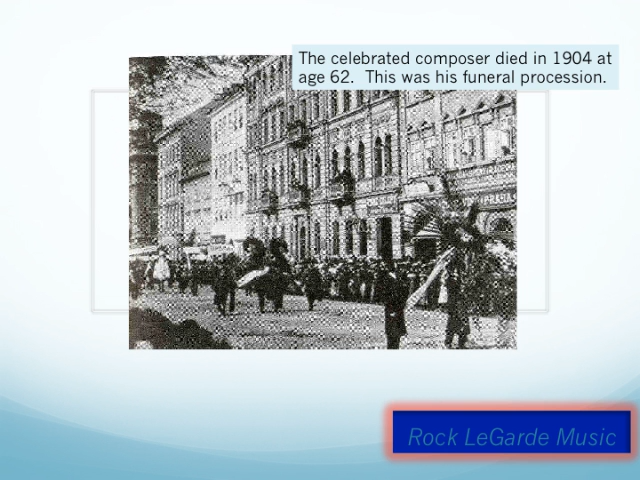 The celebrated composer died in 1904 at
age 62.  This was his funeral procession.
Rock LeGarde Music